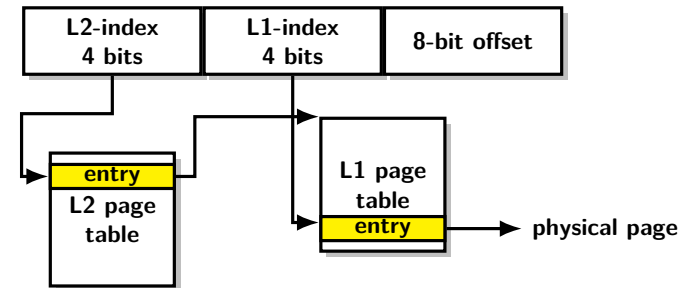 L2-index
4 bits
L1-index
4 bits
8-bit offset
entry
L2 page
table
L1 page
table
entry
physical page